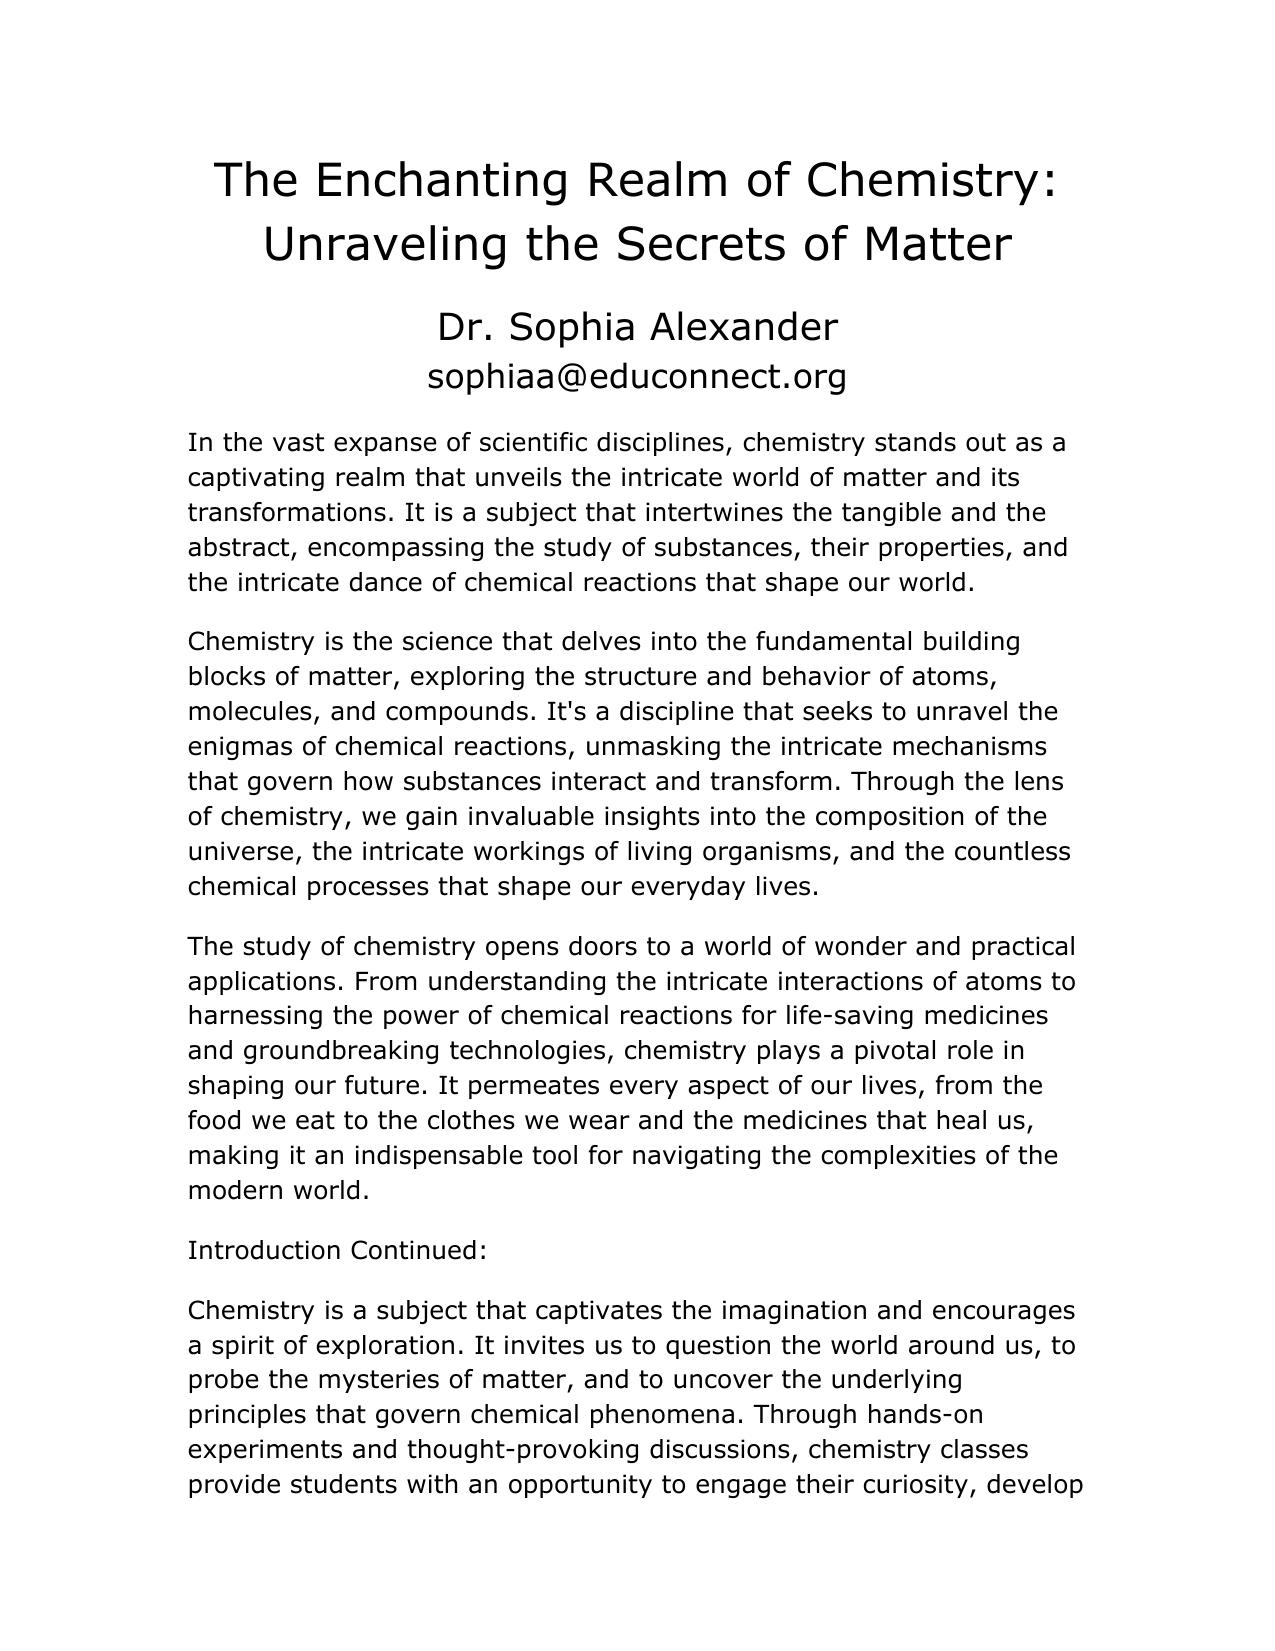 The Enchanting Realm of Chemistry:
Unraveling the Secrets of Matter
Dr. Sophia Alexander
sophiaa@educonnect.org
In the vast expanse of scientific disciplines, chemistry stands out as a
captivating realm that unveils the intricate world of matter and its
transformations. It is a subject that intertwines the tangible and the
abstract, encompassing the study of substances, their properties, and
the intricate dance of chemical reactions that shape our world.
Chemistry is the science that delves into the fundamental building
blocks of matter, exploring the structure and behavior of atoms,
molecules, and compounds. It's a discipline that seeks to unravel the
enigmas of chemical reactions, unmasking the intricate mechanisms
that govern how substances interact and transform. Through the lens
of chemistry, we gain invaluable insights into the composition of the
universe, the intricate workings of living organisms, and the countless
chemical processes that shape our everyday lives.
The study of chemistry opens doors to a world of wonder and practical
applications. From understanding the intricate interactions of atoms to
harnessing the power of chemical reactions for life-saving medicines
and groundbreaking technologies, chemistry plays a pivotal role in
shaping our future. It permeates every aspect of our lives, from the
food we eat to the clothes we wear and the medicines that heal us,
making it an indispensable tool for navigating the complexities of the
modern world.
Introduction Continued:
Chemistry is a subject that captivates the imagination and encourages
a spirit of exploration. It invites us to question the world around us, to
probe the mysteries of matter, and to uncover the underlying
principles that govern chemical phenomena. Through hands-on
experiments and thought-provoking discussions, chemistry classes
provide students with an opportunity to engage their curiosity, develop